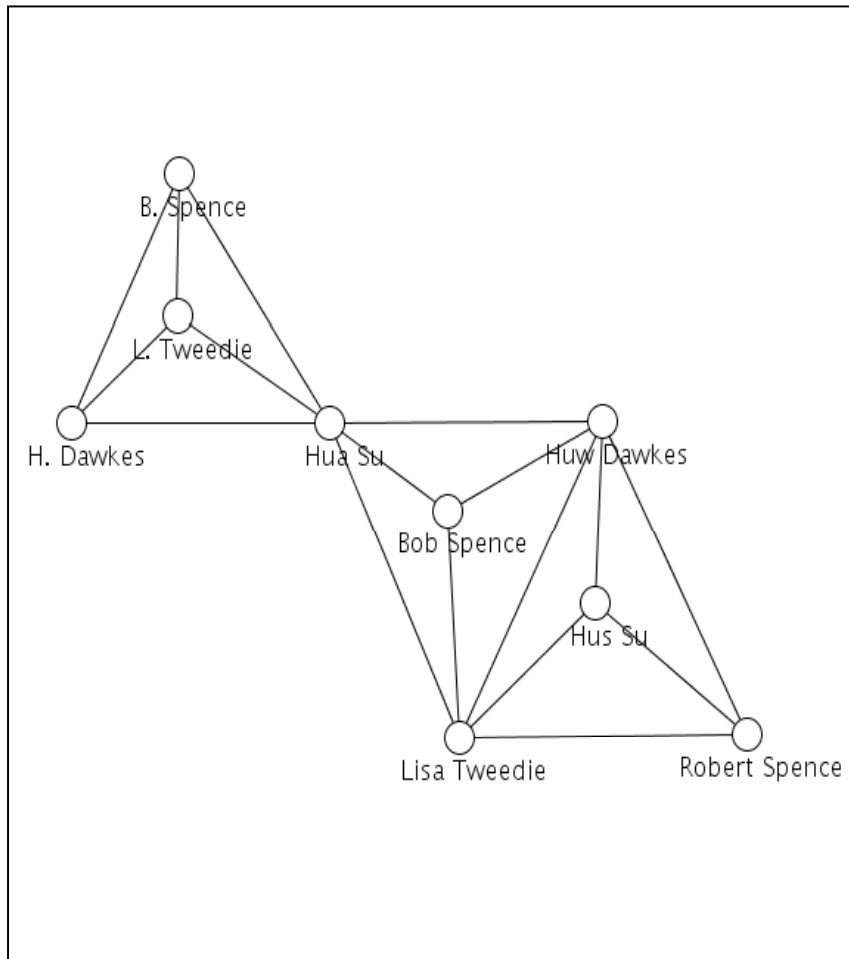 B. Spence
L. Tweedie
H. Dawkes
Hua Su
Huw Dawkes
Bob Spence
Hus Su
Lisa Tweedie
Robert Spence